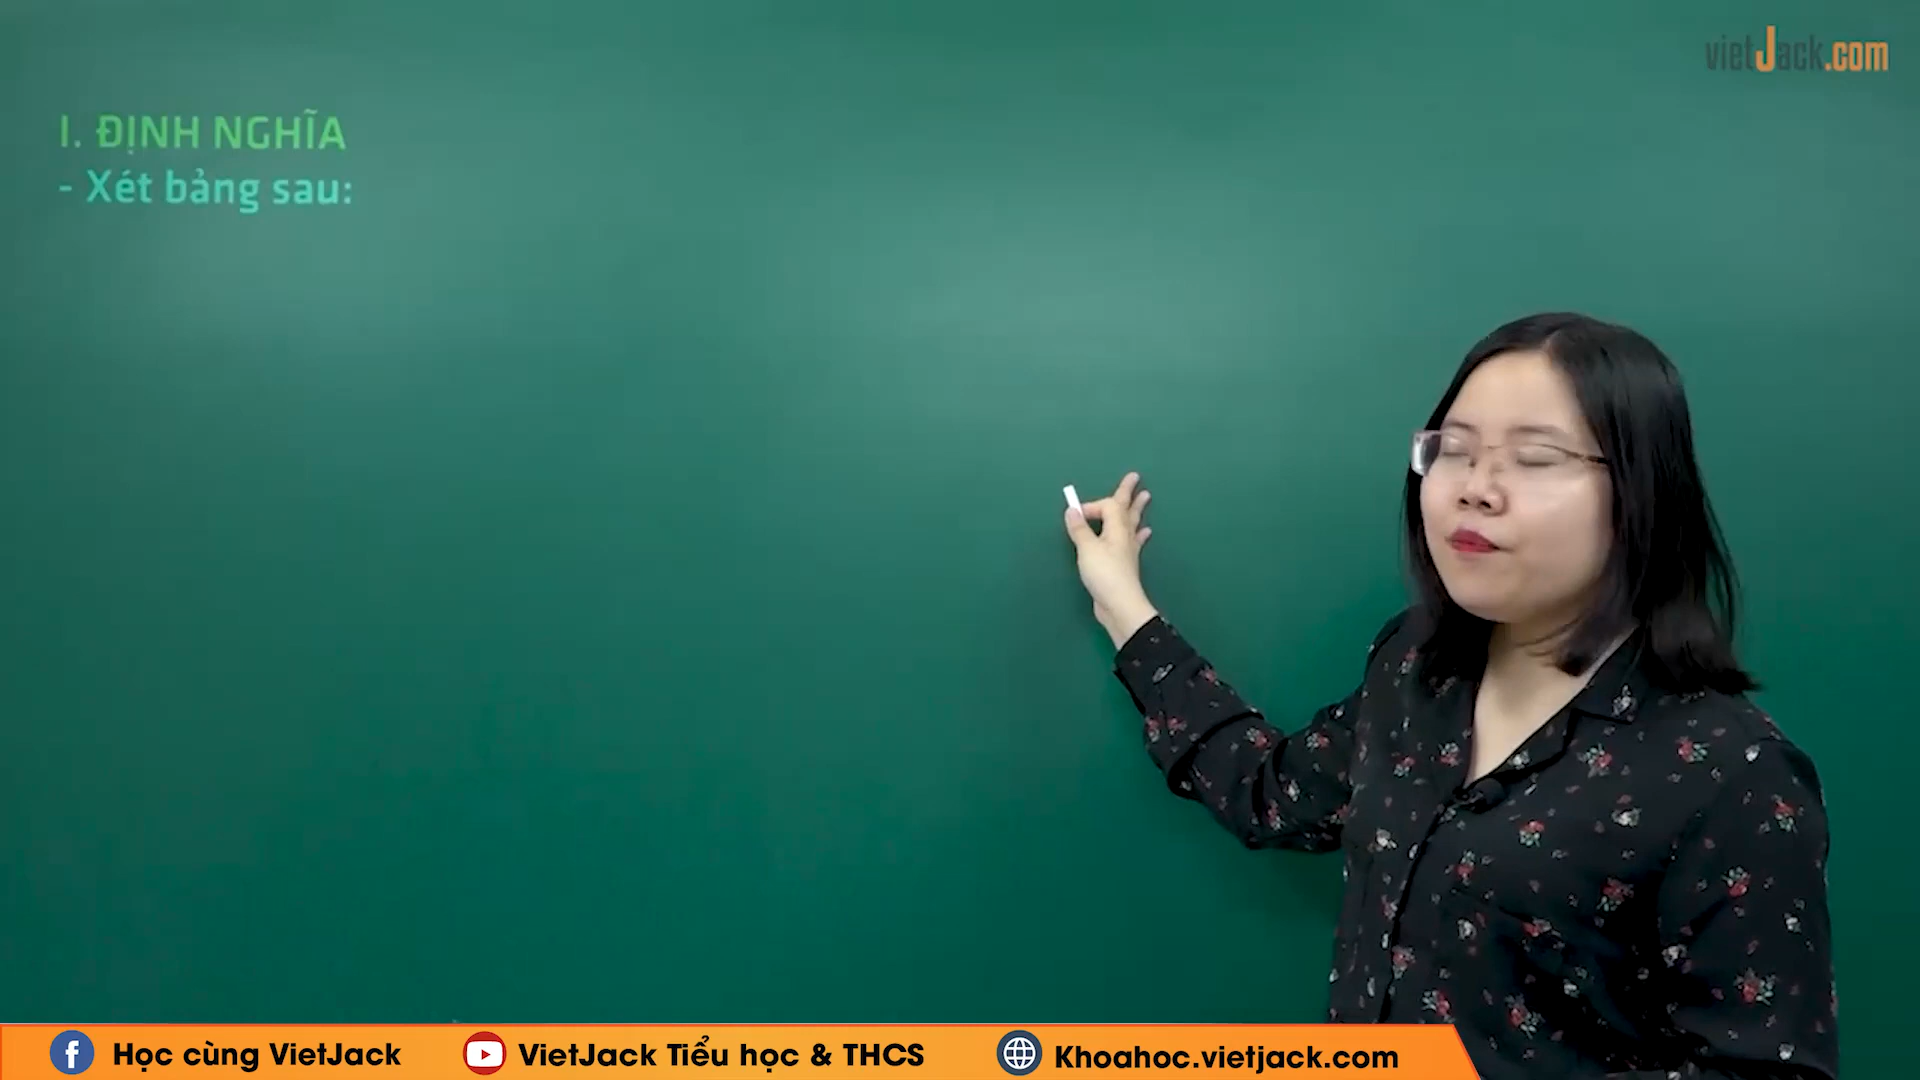 vietJack.com
I. ĐỊNH NGHĨA
- Xét bảng sau:
Học cùng VietJack
VietJack Tiểu học & THCS
Khoahoc.vietjack.com